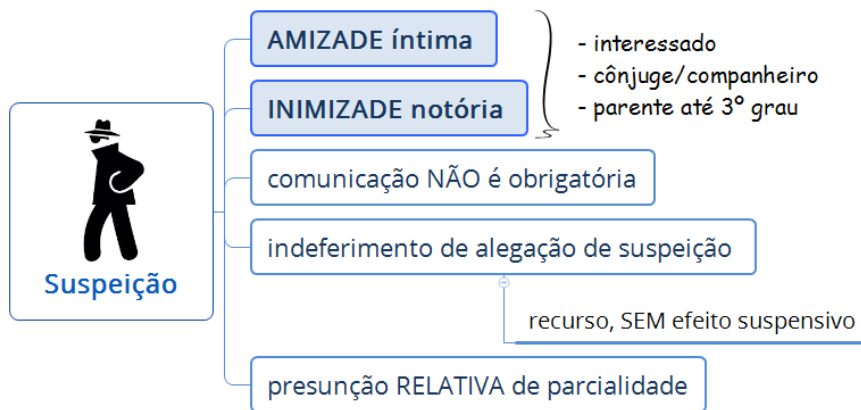 Suspeição
AMIZADE íntima
INIMIZADE notória
- interessado
- cônjuge/companheiro
- parente até 3º grau
comunicação NÃO é obrigatória
indeferimento de alegação de suspeição
recurso, SEM efeito suspensivo
presunção RELATIVA de parcialidade